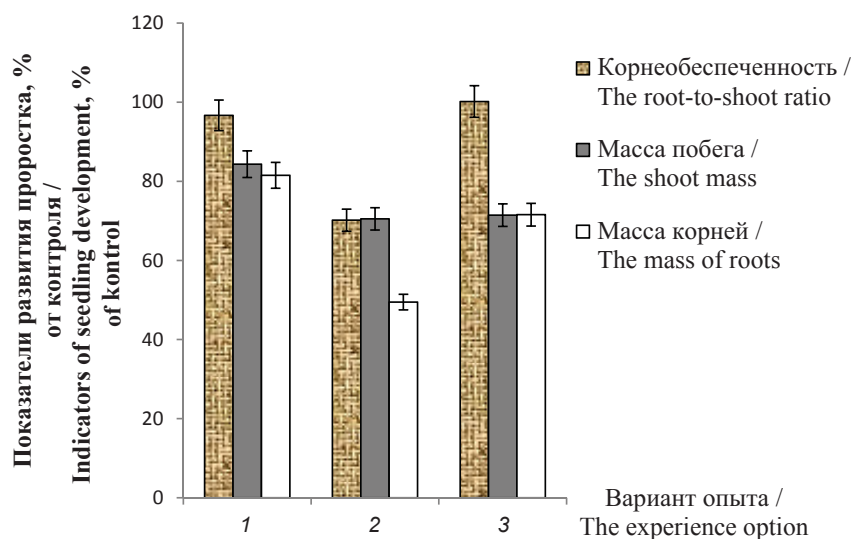 Показатели развития проростка, %
от контроля /
Indicators of seedling development, %
of kontrol
120
100
80
60
40
20
0
1
2
3
Корнеобеспеченность /
The root-to-shoot ratio
Масса побега /
The shoot mass
Масса корней /
The mass of roots
Вариант опыта /
The experience option